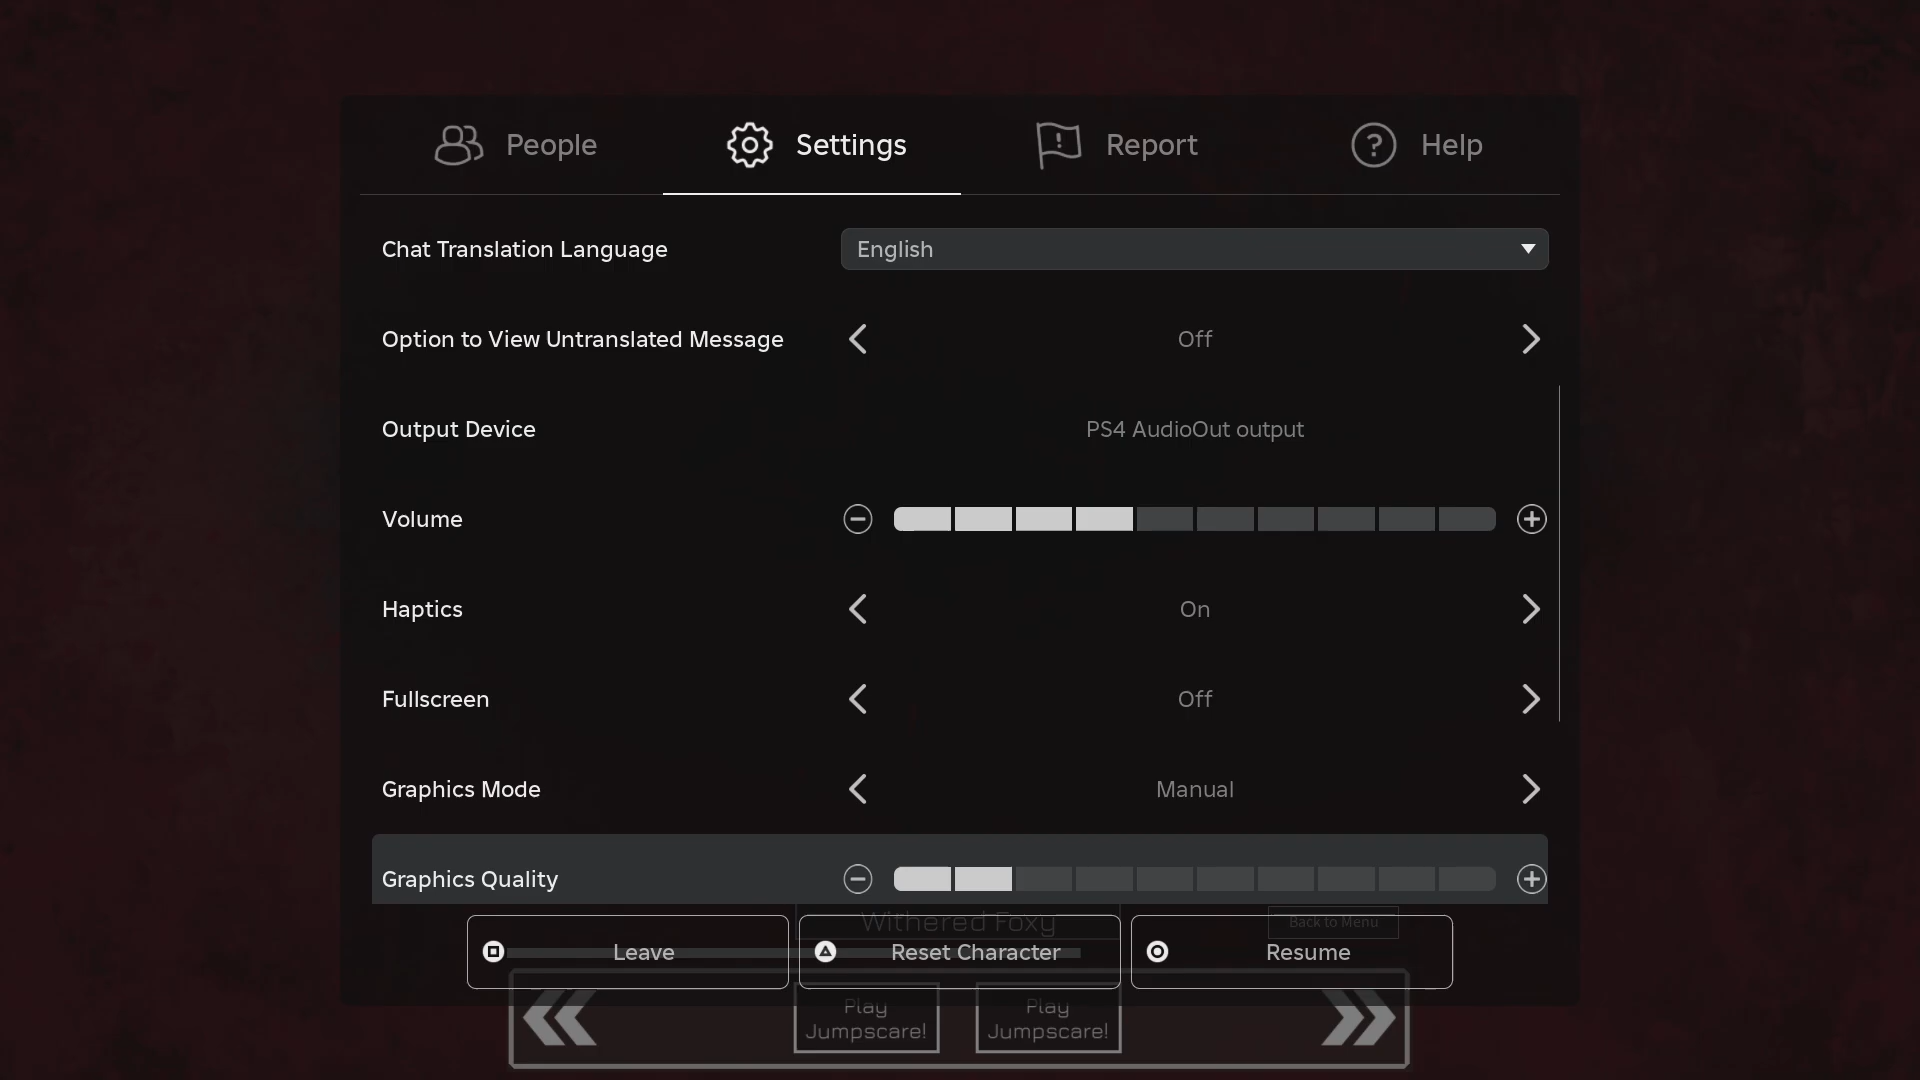 People
Settings
Report
Help
Chat Translation Language
English
Option to View Untranslated Message
Off
Output Device
PS4 AudioOut output
Volume
Haptics
On
Fullscreen
Off
Graphics Mode
Manual
Graphics Quality
Withered Foxy
Back to Menu
Leave
Reset Character
Resume
Play
Jumpscare!
Play
Jumpscare!